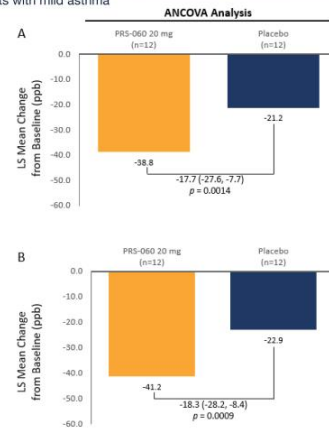 ts with mild asthma
ANCOVA Analysis
A
PRS-060 20 mg
(n=12)
Placebo
(n=12)
LS Mean Change
from Baseline (ppb)
0.0
-10.0
-20.0
-30.0
-40.0
-50.0
-60.0
-21.2
-38.8
-17.7 (-27.6, -7.7)
p = 0.0014
B
PRS-060 20 mg
(n=12)
Placebo
(n=12)
LS Mean Change
from Baseline (ppb)
0.0
-10.0
-20.0
-30.0
-40.0
-50.0
-60.0
-22.9
-41.2
-18.3 (-28.2, -8.4)
p = 0.0009